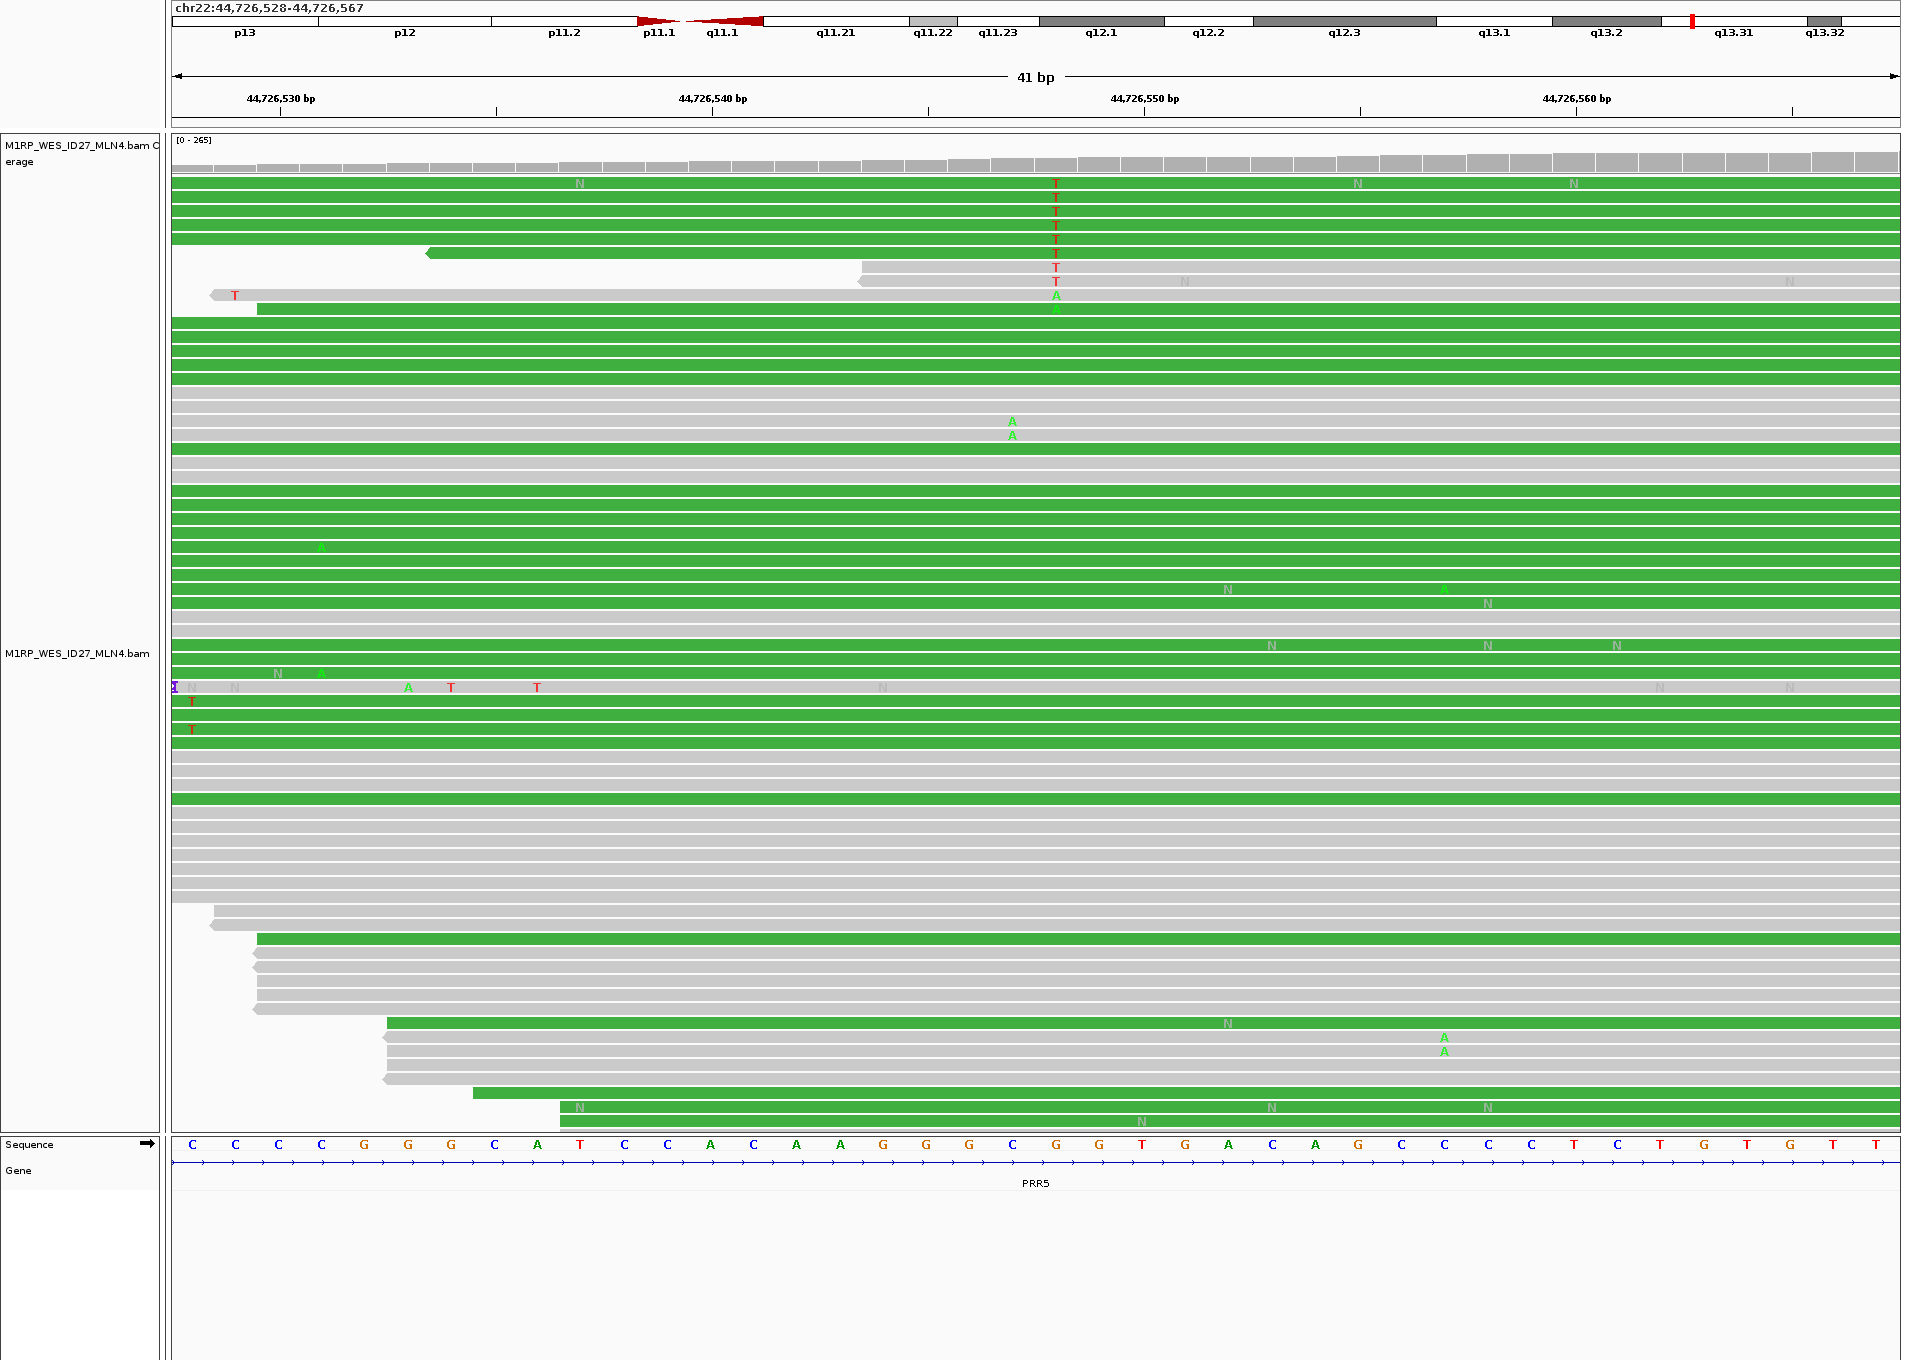 chr22:44,726,528-44,726,567
p13 p12 p11.2 p11.1 q11.1 q11.21 q11.22 q11.23 q12.1 q12.2 q12.3 q13.1 q13.2 q13.31 q13.32
41 bp
44,726,530 bp 44,726,540 bp 44,726,550 bp 44,726,560 bp
M1RP_WES_ID27_MLN4.bam C
erage
[0 - 265]
N T N N
T
T
T
T
T
T
T N N
T A
A
A
A
A
N A
N
N N N
M1RP_WES_ID27_MLN4.bam
N A
N N A T T N N N
T
T
N
A
A
N N N
N
Sequence C C C C G G G C A T C C A C A A G G G C G G T G A C A G C C C C T C T G T G T T
Gene
PRR5